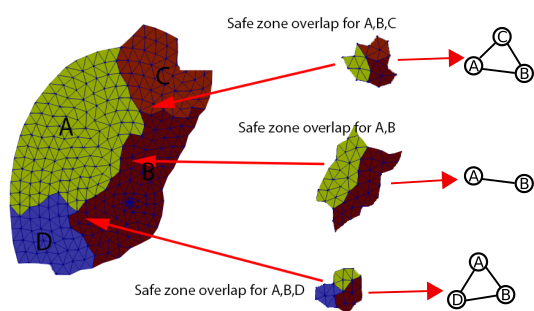 Safe zone overlap for A,B,C
C
A
B
C
A
B
Safe zone overlap for A,B
A
B
D
Safe zone overlap for A,B,D
A
D
B